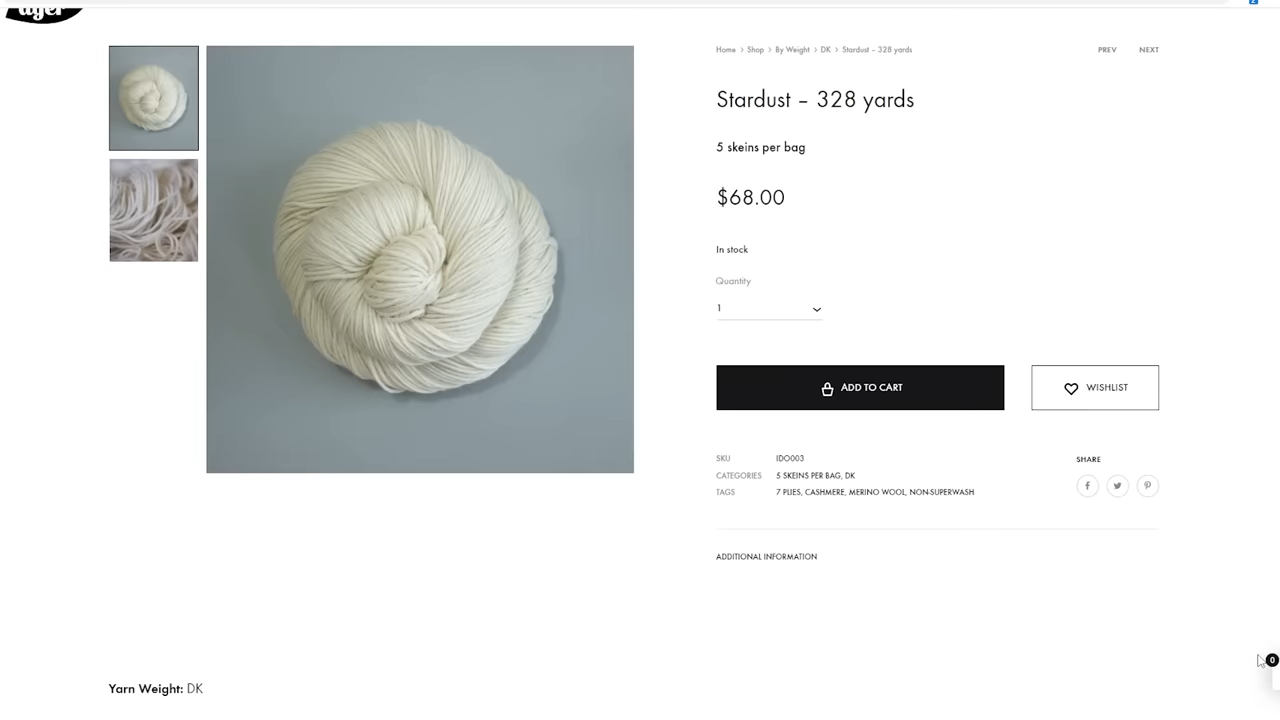 Home > Shop > By Weight > DK > Stardust – 328 yards
PREV NEXT
Stardust – 328 yards
5 skeins per bag
$68.00
In stock
Quantity
1
ADD TO CART
WISHLIST
SKU IDO003
CATEGORIES 5 SKEINS PER BAG, DK
TAGS 7 PLIES, CASHMERE, MERINO WOOL, NON-SUPERWASH
SHARE
ADDITIONAL INFORMATION
0
Yarn Weight: DK